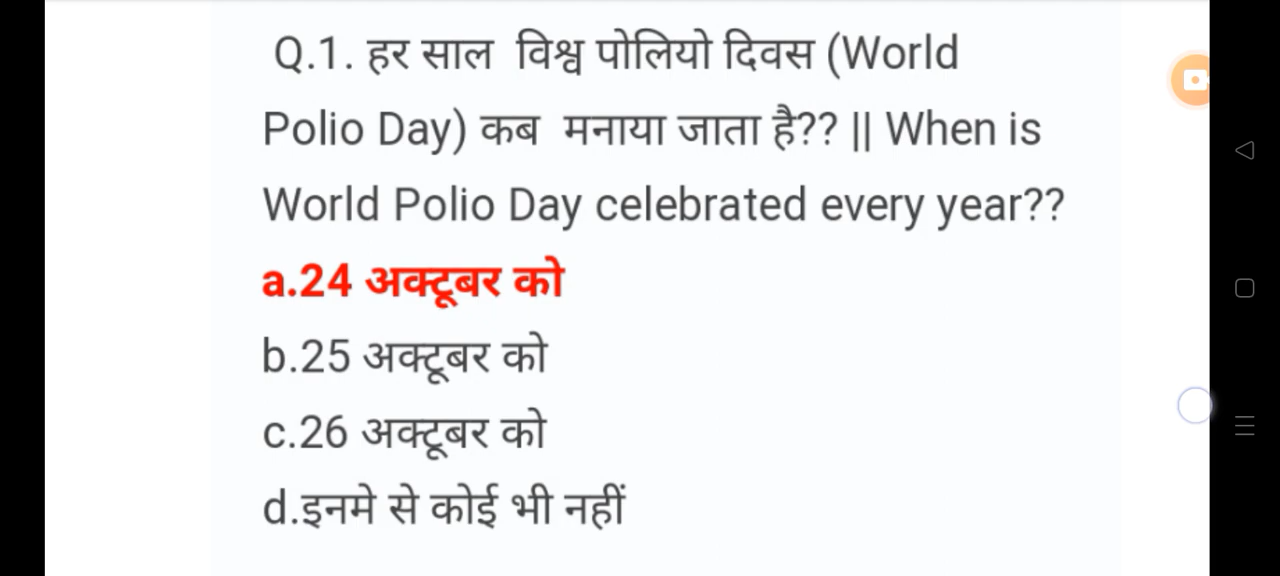 Q.1. हर साल विश्व पोलियो दिवस (World
Polio Day) कब मनाया जाता है?? || When is
World Polio Day celebrated every year??
a.24 अक्टूबर को
b.25 अक्टूबर को
c.26 अक्टूबर को
d.इनमे से कोई भी नहीं